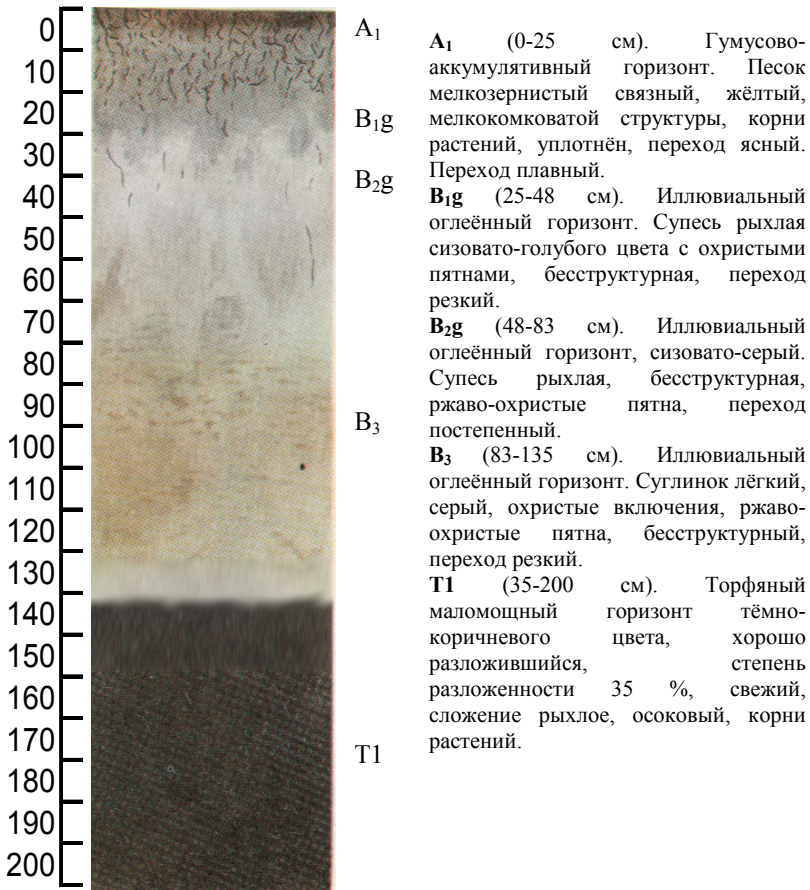 0
10
20
30
40
50
60
70
80
90
100
110
120
130
140
150
160
170
180
190
200
A₁
B₁g
B₂g
B₃
T1
A₁ (0-25 см). Гумусово-
аккумулятивный горизонт. Песок
мелкозернистый связный, жёлтый,
мелкокомковатой структуры, корни
растений, уплотнён, переход ясный.
Переход плавный.
B₁g (25-48 см). Иллювиальный
оглеённый горизонт. Супесь рыхлая
сизовато-голубого цвета с охристыми
пятнами, бесструктурная, переход
резкий.
B₂g (48-83 см). Иллювиальный
оглеённый горизонт, сизовато-серый.
Супесь рыхлая, бесструктурная,
ржаво-охристые пятна, переход
постепенный.
B₃ (83-135 см). Иллювиальный
оглеённый горизонт. Суглинок лёгкий,
серый, охристые включения, ржаво-
охристые пятна, бесструктурный,
переход резкий.
T1 (35-200 см). Торфяный
маломощный горизонт тёмно-
коричневого цвета, хорошо
разложившийся, степень
разложенности 35 %, свежий,
сложение рыхлое, осоковый, корни
растений.